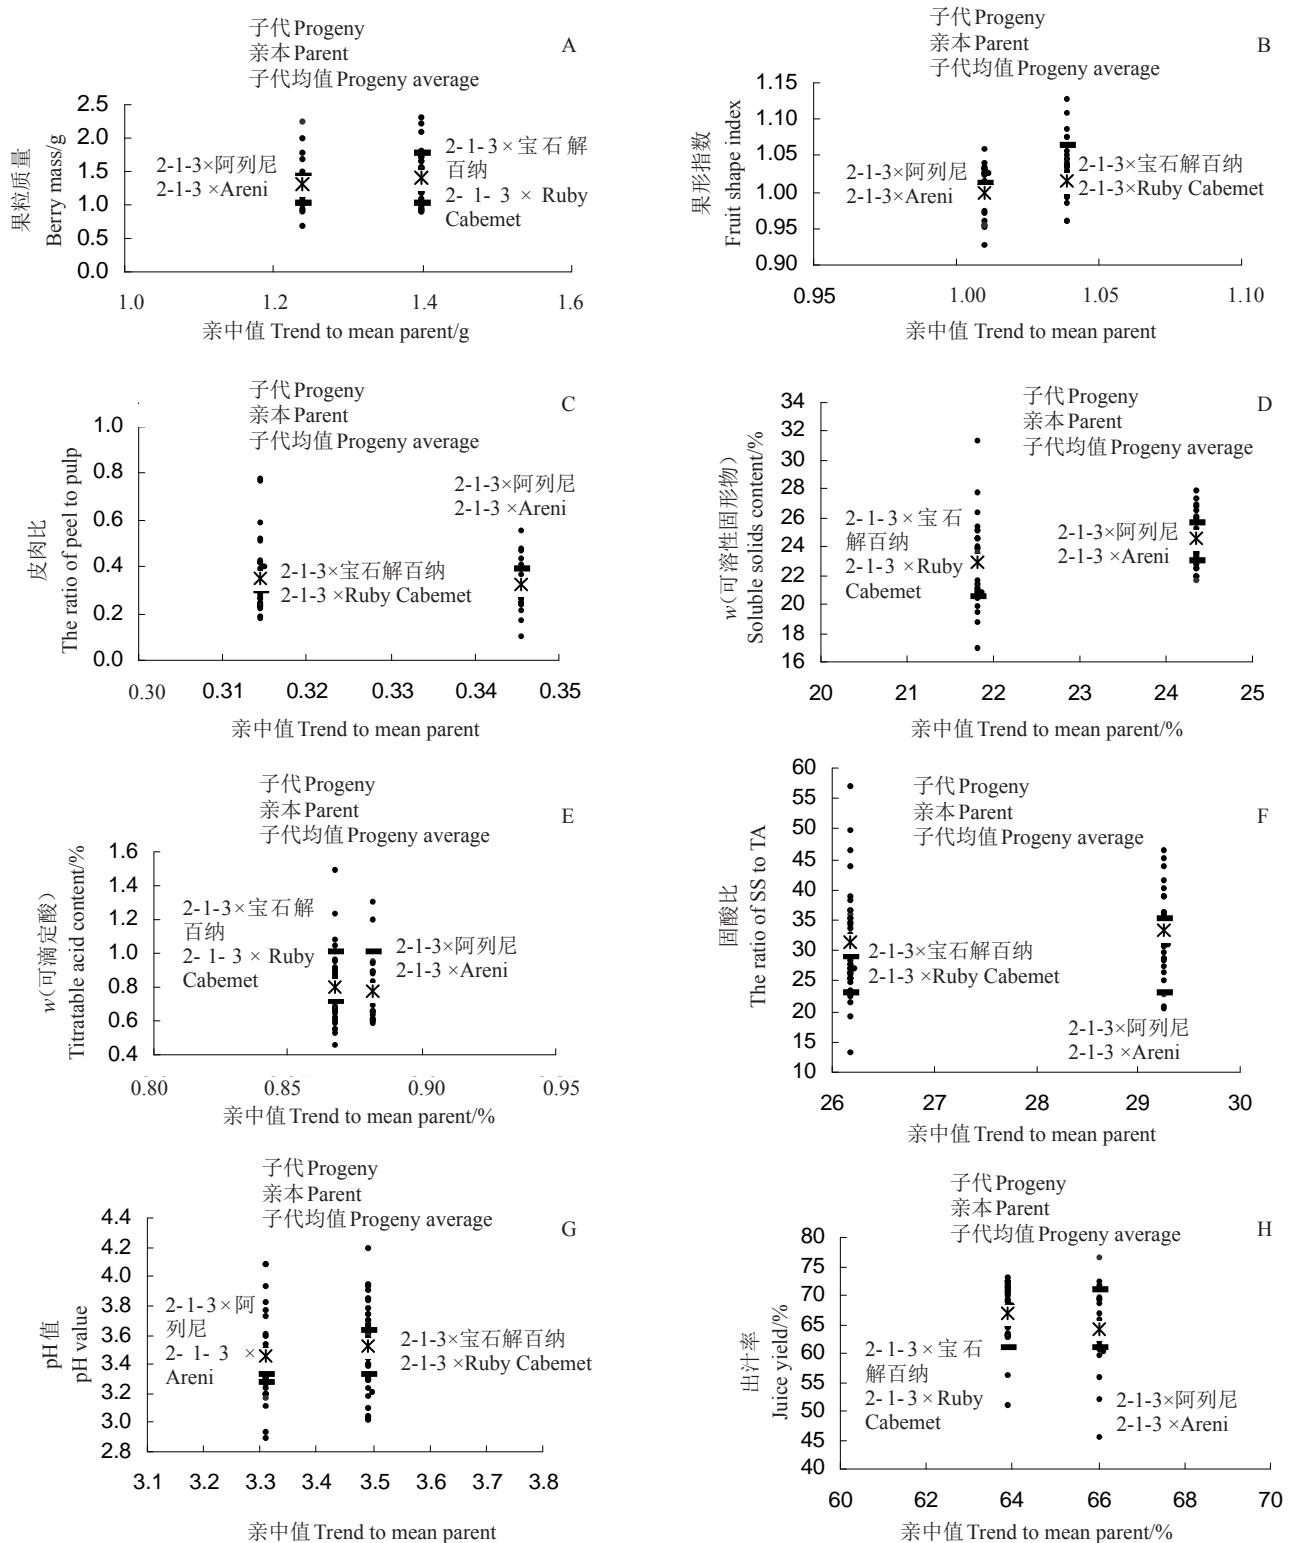 子代 Progeny
亲本 Parent
子代均值 Progeny average
A
果粒质量
Berry mass/g
2.5
2.0
1.5
1.0
0.5
0.0
2-1-3×阿列尼
2-1-3 ×Areni
2-1-3×宝石解
百纳
2- 1- 3 × Ruby
Cabemet
1.0
1.2
1.4
1.6
亲中值 Trend to mean parent/g
子代 Progeny
亲本 Parent
子代均值 Progeny average
B
果形指数
Fruit shape index
1.15
1.10
1.05
1.00
0.95
0.90
2-1-3×阿列尼
2-1-3×Areni
2-1-3×宝石解百纳
2-1-3×Ruby Cabemet
0.95
1.00
1.05
1.10
亲中值 Trend to mean parent
子代 Progeny
亲本 Parent
子代均值 Progeny average
C
皮肉比
The ratio of peel to pulp
1.0
0.8
0.6
0.4
0.2
0.0
2-1-3×阿列尼
2-1-3 ×Areni
2-1-3×宝石解百纳
2-1-3 ×Ruby Cabemet
0.30
0.31
0.32
0.33
0.34
0.35
亲中值 Trend to mean parent
子代 Progeny
亲本 Parent
子代均值 Progeny average
D
w(可溶性固形物)
Soluble solids content/%
34
32
30
28
26
24
22
20
18
16
2-1-3×宝石
解百纳
2-1-3 ×Ruby
Cabemet
2-1-3×阿列尼
2-1-3 ×Areni
20
21
22
23
24
25
亲中值 Trend to mean parent/%
子代 Progeny
亲本 Parent
子代均值 Progeny average
E
w(可滴定酸)
Titratable acid content/%
1.6
1.4
1.2
1.0
0.8
0.6
0.4
2-1-3×宝石解
百纳
2- 1- 3 × Ruby
Cabemet
2-1-3×阿列尼
2-1-3 ×Areni
0.80
0.85
0.90
0.95
亲中值 Trend to mean parent/%
子代 Progeny
亲本 Parent
子代均值 Progeny average
F
固酸比
The ratio of SS to TA
60
55
50
45
40
35
30
25
20
15
10
2-1-3×宝石解百纳
2-1-3 ×Ruby Cabemet
2-1-3×阿列尼
2-1-3 ×Areni
26
27
28
29
30
亲中值 Trend to mean parent
子代 Progeny
亲本 Parent
子代均值 Progeny average
G
pH值
pH value
4.4
4.2
4.0
3.8
3.6
3.4
3.2
3.0
2.8
2-1-3×阿
列尼
2- 1- 3 ×
Areni
2-1-3×宝石解百纳
2-1-3 ×Ruby Cabemet
3.1
3.2
3.3
3.4
3.5
3.6
3.7
3.8
亲中值 Trend to mean parent
子代 Progeny
亲本 Parent
子代均值 Progeny average
H
出汁率
Juice yield/%
80
75
70
65
60
55
50
45
40
2-1-3×宝石
解百纳
2-1-3×Ruby
Cabemet
2-1-3×阿列尼
2-1-3 ×Areni
60
62
64
66
68
70
亲中值 Trend to mean parent/%